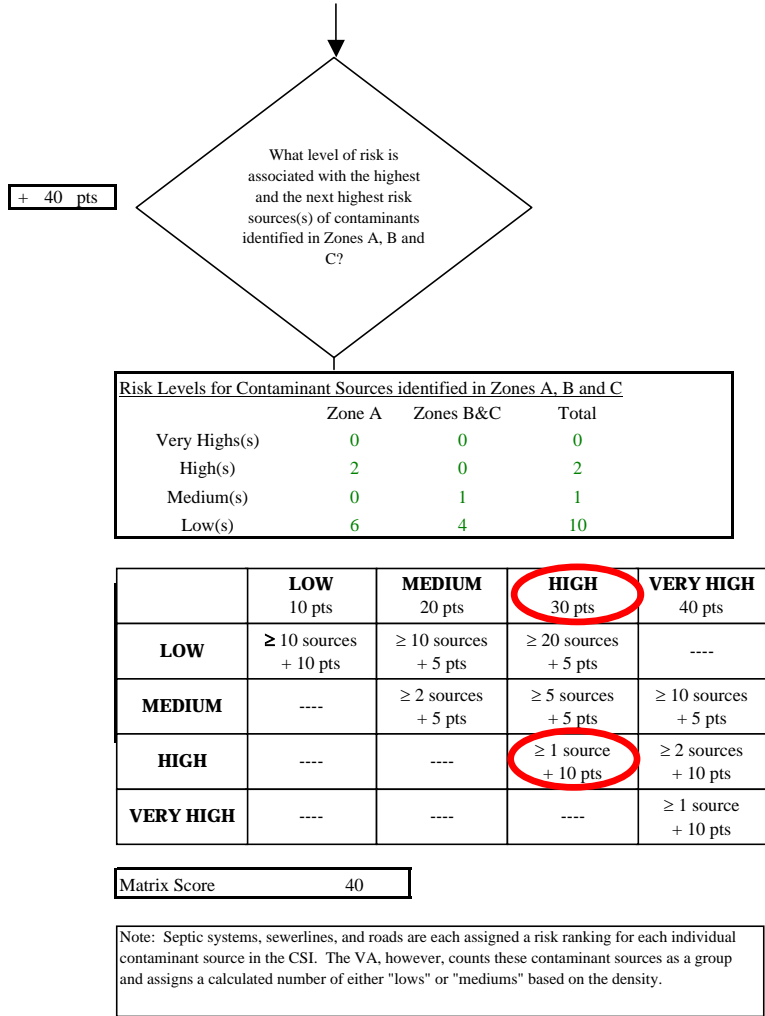 What level of risk is
associated with the highest
and the next highest risk
sources(s) of contaminants
identified in Zones A, B and
C?
+ 40 pts
Risk Levels for Contaminant Sources identified in Zones A, B and C
Zone A Zones B&C Total
Very Highs(s) 0 0 0
High(s) 2 0 2
Medium(s) 0 1 1
Low(s) 6 4 10
LOW MEDIUM HIGH VERY HIGH
10 pts 20 pts 30 pts 40 pts
LOW ≥ 10 sources ≥ 10 sources ≥ 20 sources ----
+ 10 pts + 5 pts + 5 pts
MEDIUM ---- ≥ 2 sources ≥ 5 sources ≥ 10 sources
+ 5 pts + 5 pts + 5 pts
HIGH ---- ---- ≥ 1 source ≥ 2 sources
+ 10 pts + 10 pts
VERY HIGH ---- ---- ---- ≥ 1 source
+ 10 pts
Matrix Score 40
Note: Septic systems, sewerlines, and roads are each assigned a risk ranking for each individual
contaminant source in the CSI. The VA, however, counts these contaminant sources as a group
and assigns a calculated number of either "lows" or "mediums" based on the density.